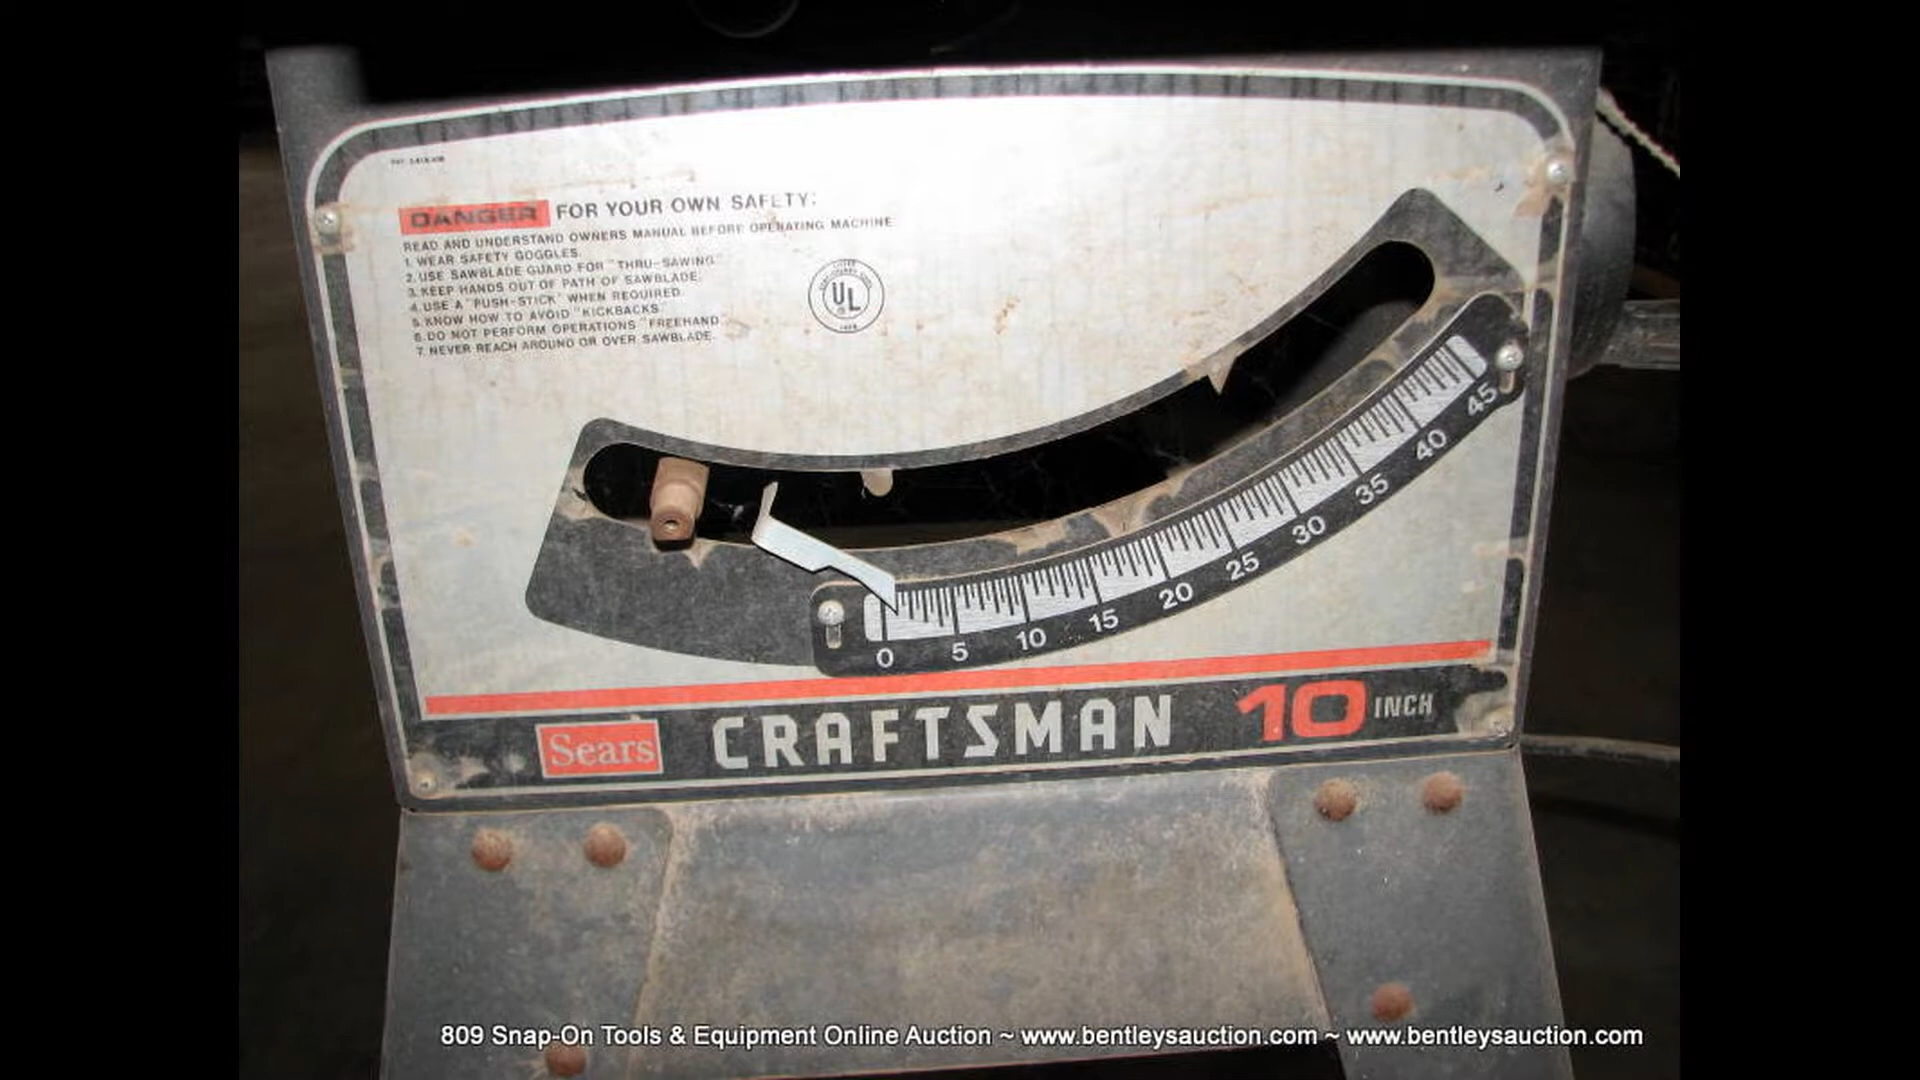 DANGER FOR YOUR OWN SAFETY:
READ AND UNDERSTAND OWNERS MANUAL BEFORE OPERATING MACHINE
1. WEAR SAFETY GOGGLES.
2. USE SAWBLADE GUARD FOR "THRU-SAWING"
3. KEEP HANDS OUT OF PATH OF SAWBLADE.
4. USE A "PUSH-STICK" WHEN REQUIRED.
5. KNOW HOW TO AVOID "KICKBACKS."
6. DO NOT PERFORM OPERATIONS "FREEHAND."
7. NEVER REACH AROUND OR OVER SAWBLADE.
UL
0 5 10 15 20 25 30 35 40 45
Sears CRAFTSMAN 10 INCH
809 Snap-On Tools & Equipment Online Auction ~ www.bentleysauction.com ~ www.bentleysauction.com